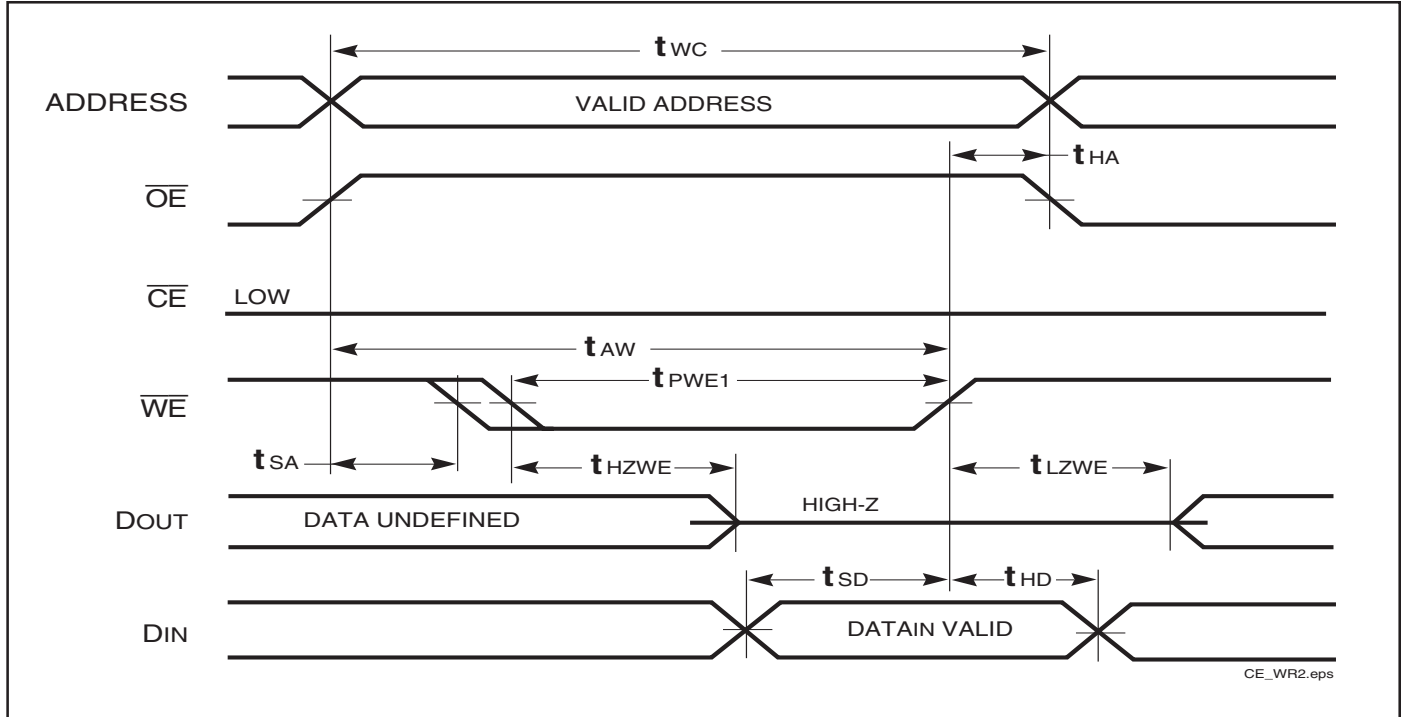 tWC
ADDRESS
VALID ADDRESS
tHA
OE
CE
LOW
tAW
tPWE1
WE
tSA
tHZWE
tLZWE
DOUT
DATA UNDEFINED
HIGH-Z
tSD
tHD
DIN
DATAIN VALID
CE_WR2.eps